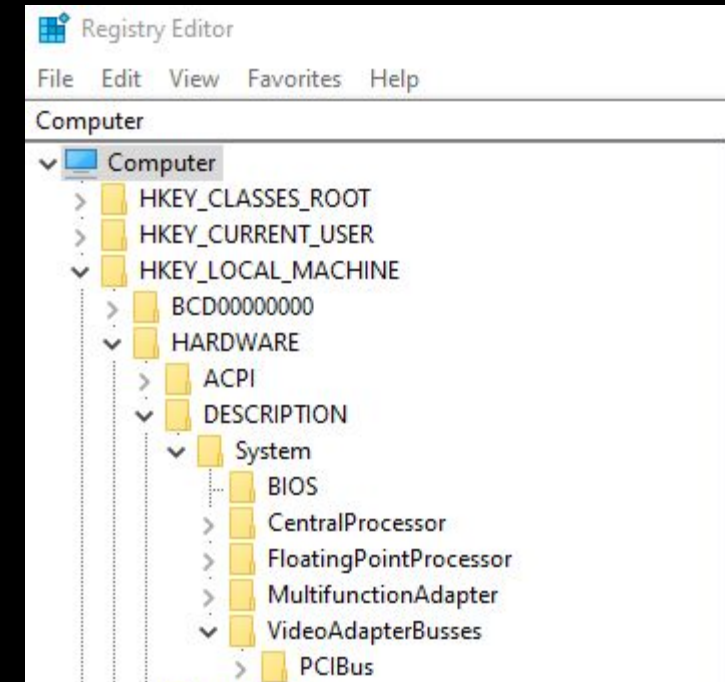 Registry Editor
File Edit View Favorites Help
Computer
Computer
HKEY_CLASSES_ROOT
HKEY_CURRENT_USER
HKEY_LOCAL_MACHINE
BCD00000000
HARDWARE
ACPI
DESCRIPTION
System
BIOS
CentralProcessor
FloatingPointProcessor
MultifunctionAdapter
VideoAdapterBusses
PCIBus